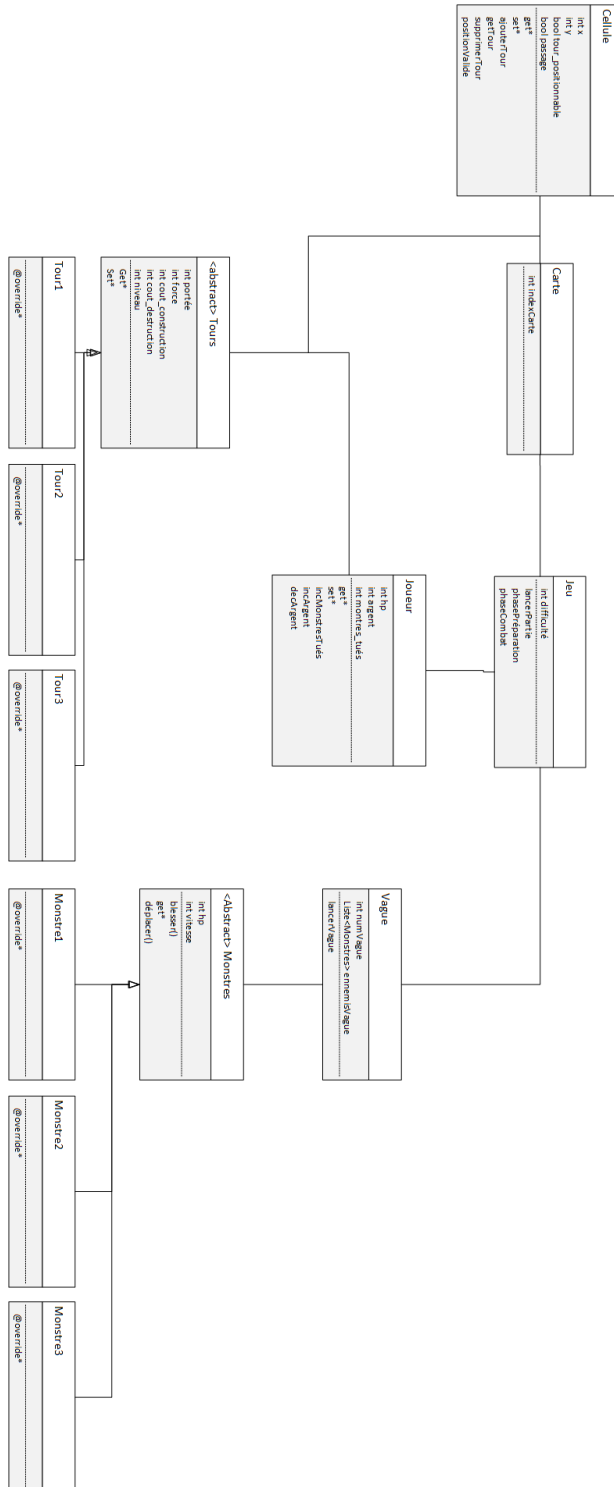 Cellule
int x
int y
bool tour_positionnable
bool passage
get*
set*
ajouterTour
getTour
supprimerTour
positionValide
Carte
int indexCarte
Jeu
int difficulté
lancerPartie
phasePréparation
phaseCombat
<abstract> Tours
int portée
int force
int cout_construction
int cout_destruction
int niveau
Get*
Set*
Joueur
int hp
int argent
int montres_tués
get*
set*
incMonstresTués
incArgent
decArgent
Vague
int numVague
Liste<Monstres> ennemisVague
lancerVague
<Abstract> Monstres
int hp
int vitesse
blesser()
get*
déplacer()
Tour1
@override*
Tour2
@override*
Tour3
@override*
Monstre1
@override*
Monstre2
@override*
Monstre3
@override*